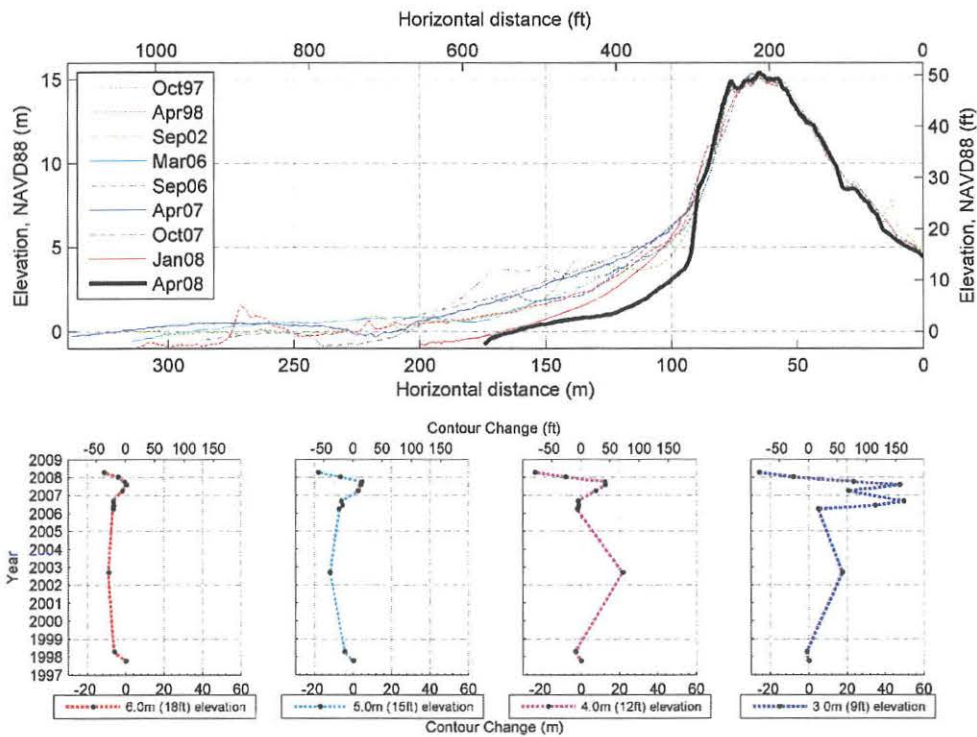 Horizontal distance (ft)
1000 800 600 400 200 0
Elevation, NAVD88 (m)
15
10
5
0
Oct97
Apr98
Sep02
Mar06
Sep06
Apr07
Oct07
Jan08
Apr08
50
40
30
20
10
0
Elevation, NAVD88 (ft)
300 250 200 150 100 50 0
Horizontal distance (m)
Contour Change (ft)
-50 0 50 100 150
-50 0 50 100 150
-50 0 50 100 150
-50 0 50 100 150
Year
2009
2008
2007
2006
2005
2004
2003
2002
2001
2000
1999
1998
1997
-20 0 20 40 60
-20 0 20 40 60
-20 0 20 40 60
-20 0 20 40 60
6.0m (18ft) elevation
5.0m (15ft) elevation
4.0m (12ft) elevation
3.0m (9ft) elevation
Contour Change (m)